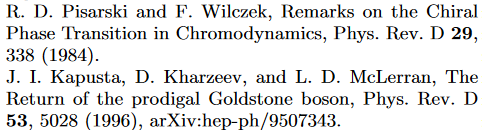 R. D. Pisarski and F. Wilczek, Remarks on the Chiral
Phase Transition in Chromodynamics, Phys. Rev. D 29,
338 (1984).
J. I. Kapusta, D. Kharzeev, and L. D. McLerran, The
Return of the prodigal Goldstone boson, Phys. Rev. D
53, 5028 (1996), arXiv:hep-ph/9507343.